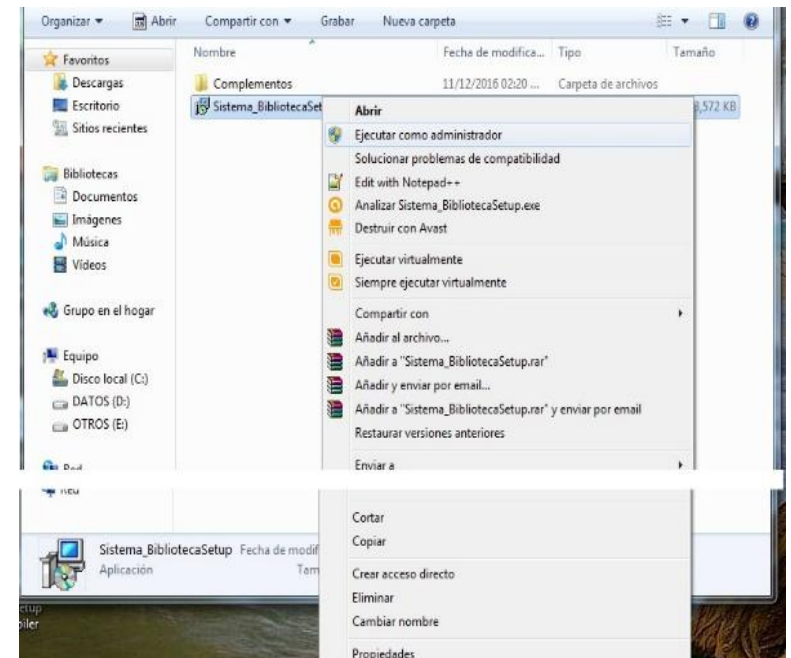 Organizar Abrir Compartir con Grabar Nueva carpeta
Favoritos
Descargas
Escritorio
Sitios recientes
Bibliotecas
Documentos
Imágenes
Música
Vídeos
Grupo en el hogar
Equipo
Disco local (C:)
DATOS (D:)
OTROS (E:)
Red
Nombre Fecha de modifica... Tipo Tamaño
Complementos 11/12/2016 02:20 ... Carpeta de archivos
Sistema_BibliotecaSet 8,572 KB
Abrir
Ejecutar como administrador
Solucionar problemas de compatibilidad
Edit with Notepad++
Analizar Sistema_BibliotecaSetup.exe
Destruir con Avast
Ejecutar virtualmente
Siempre ejecutar virtualmente
Compartir con
Añadir al archivo...
Añadir a "Sistema_BibliotecaSetup.rar"
Añadir y enviar por email...
Añadir a "Sistema_BibliotecaSetup.rar" y enviar por email
Restaurar versiones anteriores
Enviar a
Cortar
Copiar
Crear acceso directo
Eliminar
Cambiar nombre
Propiedades
Sistema_BibliotecaSetup Fecha de modif
Aplicación Tam
etup
piler